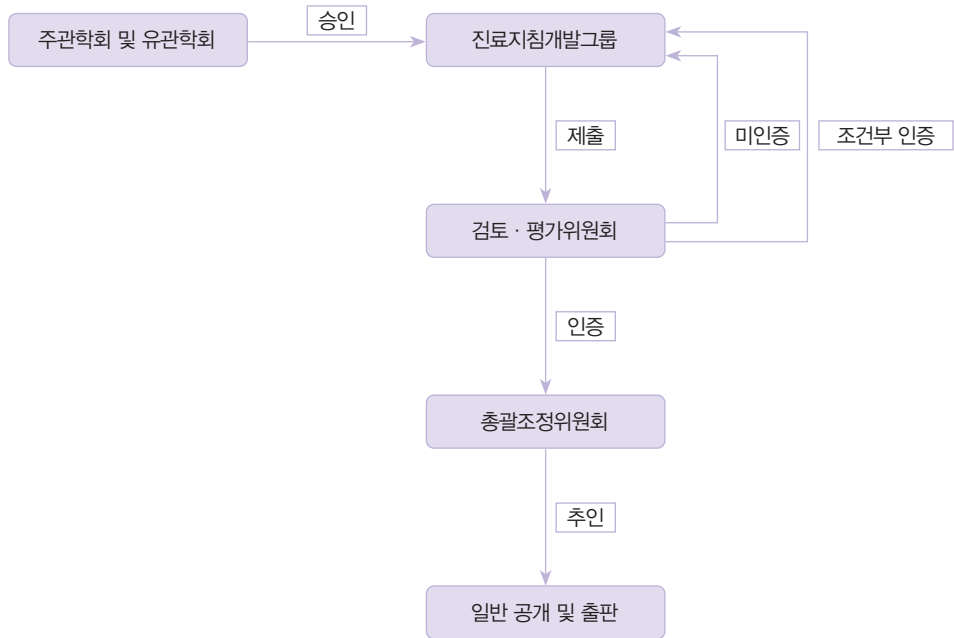 승인
주관학회 및 유관학회
진료지침개발그룹
제출
미인증
조건부 인증
검토 · 평가위원회
인증
총괄조정위원회
추인
일반 공개 및 출판